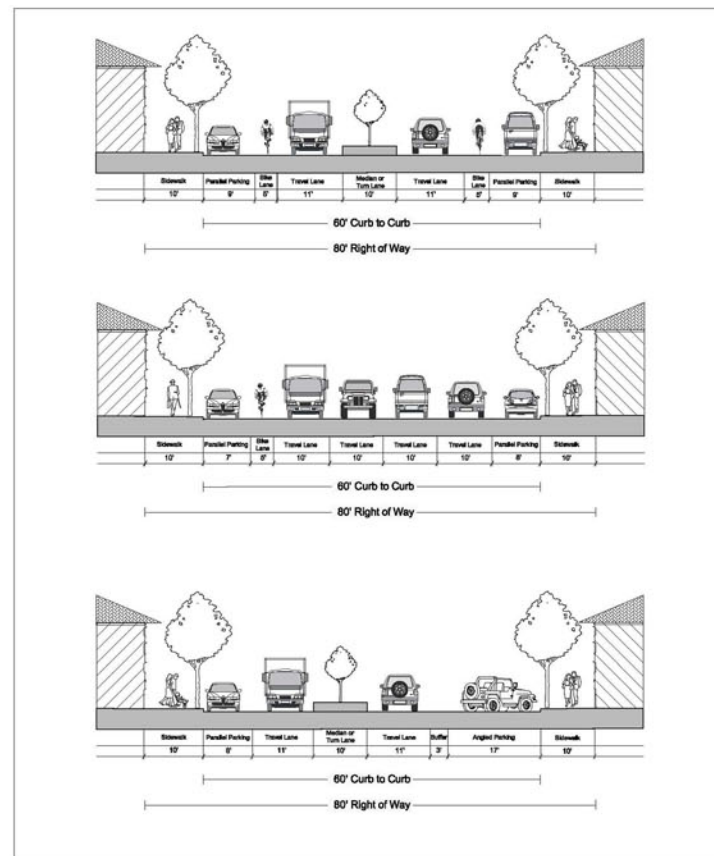 Sidewalk Parallel Parking Bike Lane Travel Lane Median or Turn Lane Travel Lane Bike Lane Parallel Parking Sidewalk
10' 9' 5' 11' 10' 11' 5' 9' 10'
60' Curb to Curb
80' Right of Way
Sidewalk Parallel Parking Bike Lane Travel Lane Travel Lane Travel Lane Travel Lane Parallel Parking Sidewalk
10' 7' 5' 10' 10' 10' 10' 8' 10'
60' Curb to Curb
80' Right of Way
Sidewalk Parallel Parking Travel Lane Median or Turn Lane Travel Lane Buffer Angled Parking Sidewalk
10' 8' 11' 10' 11' 3' 17' 10'
60' Curb to Curb
80' Right of Way